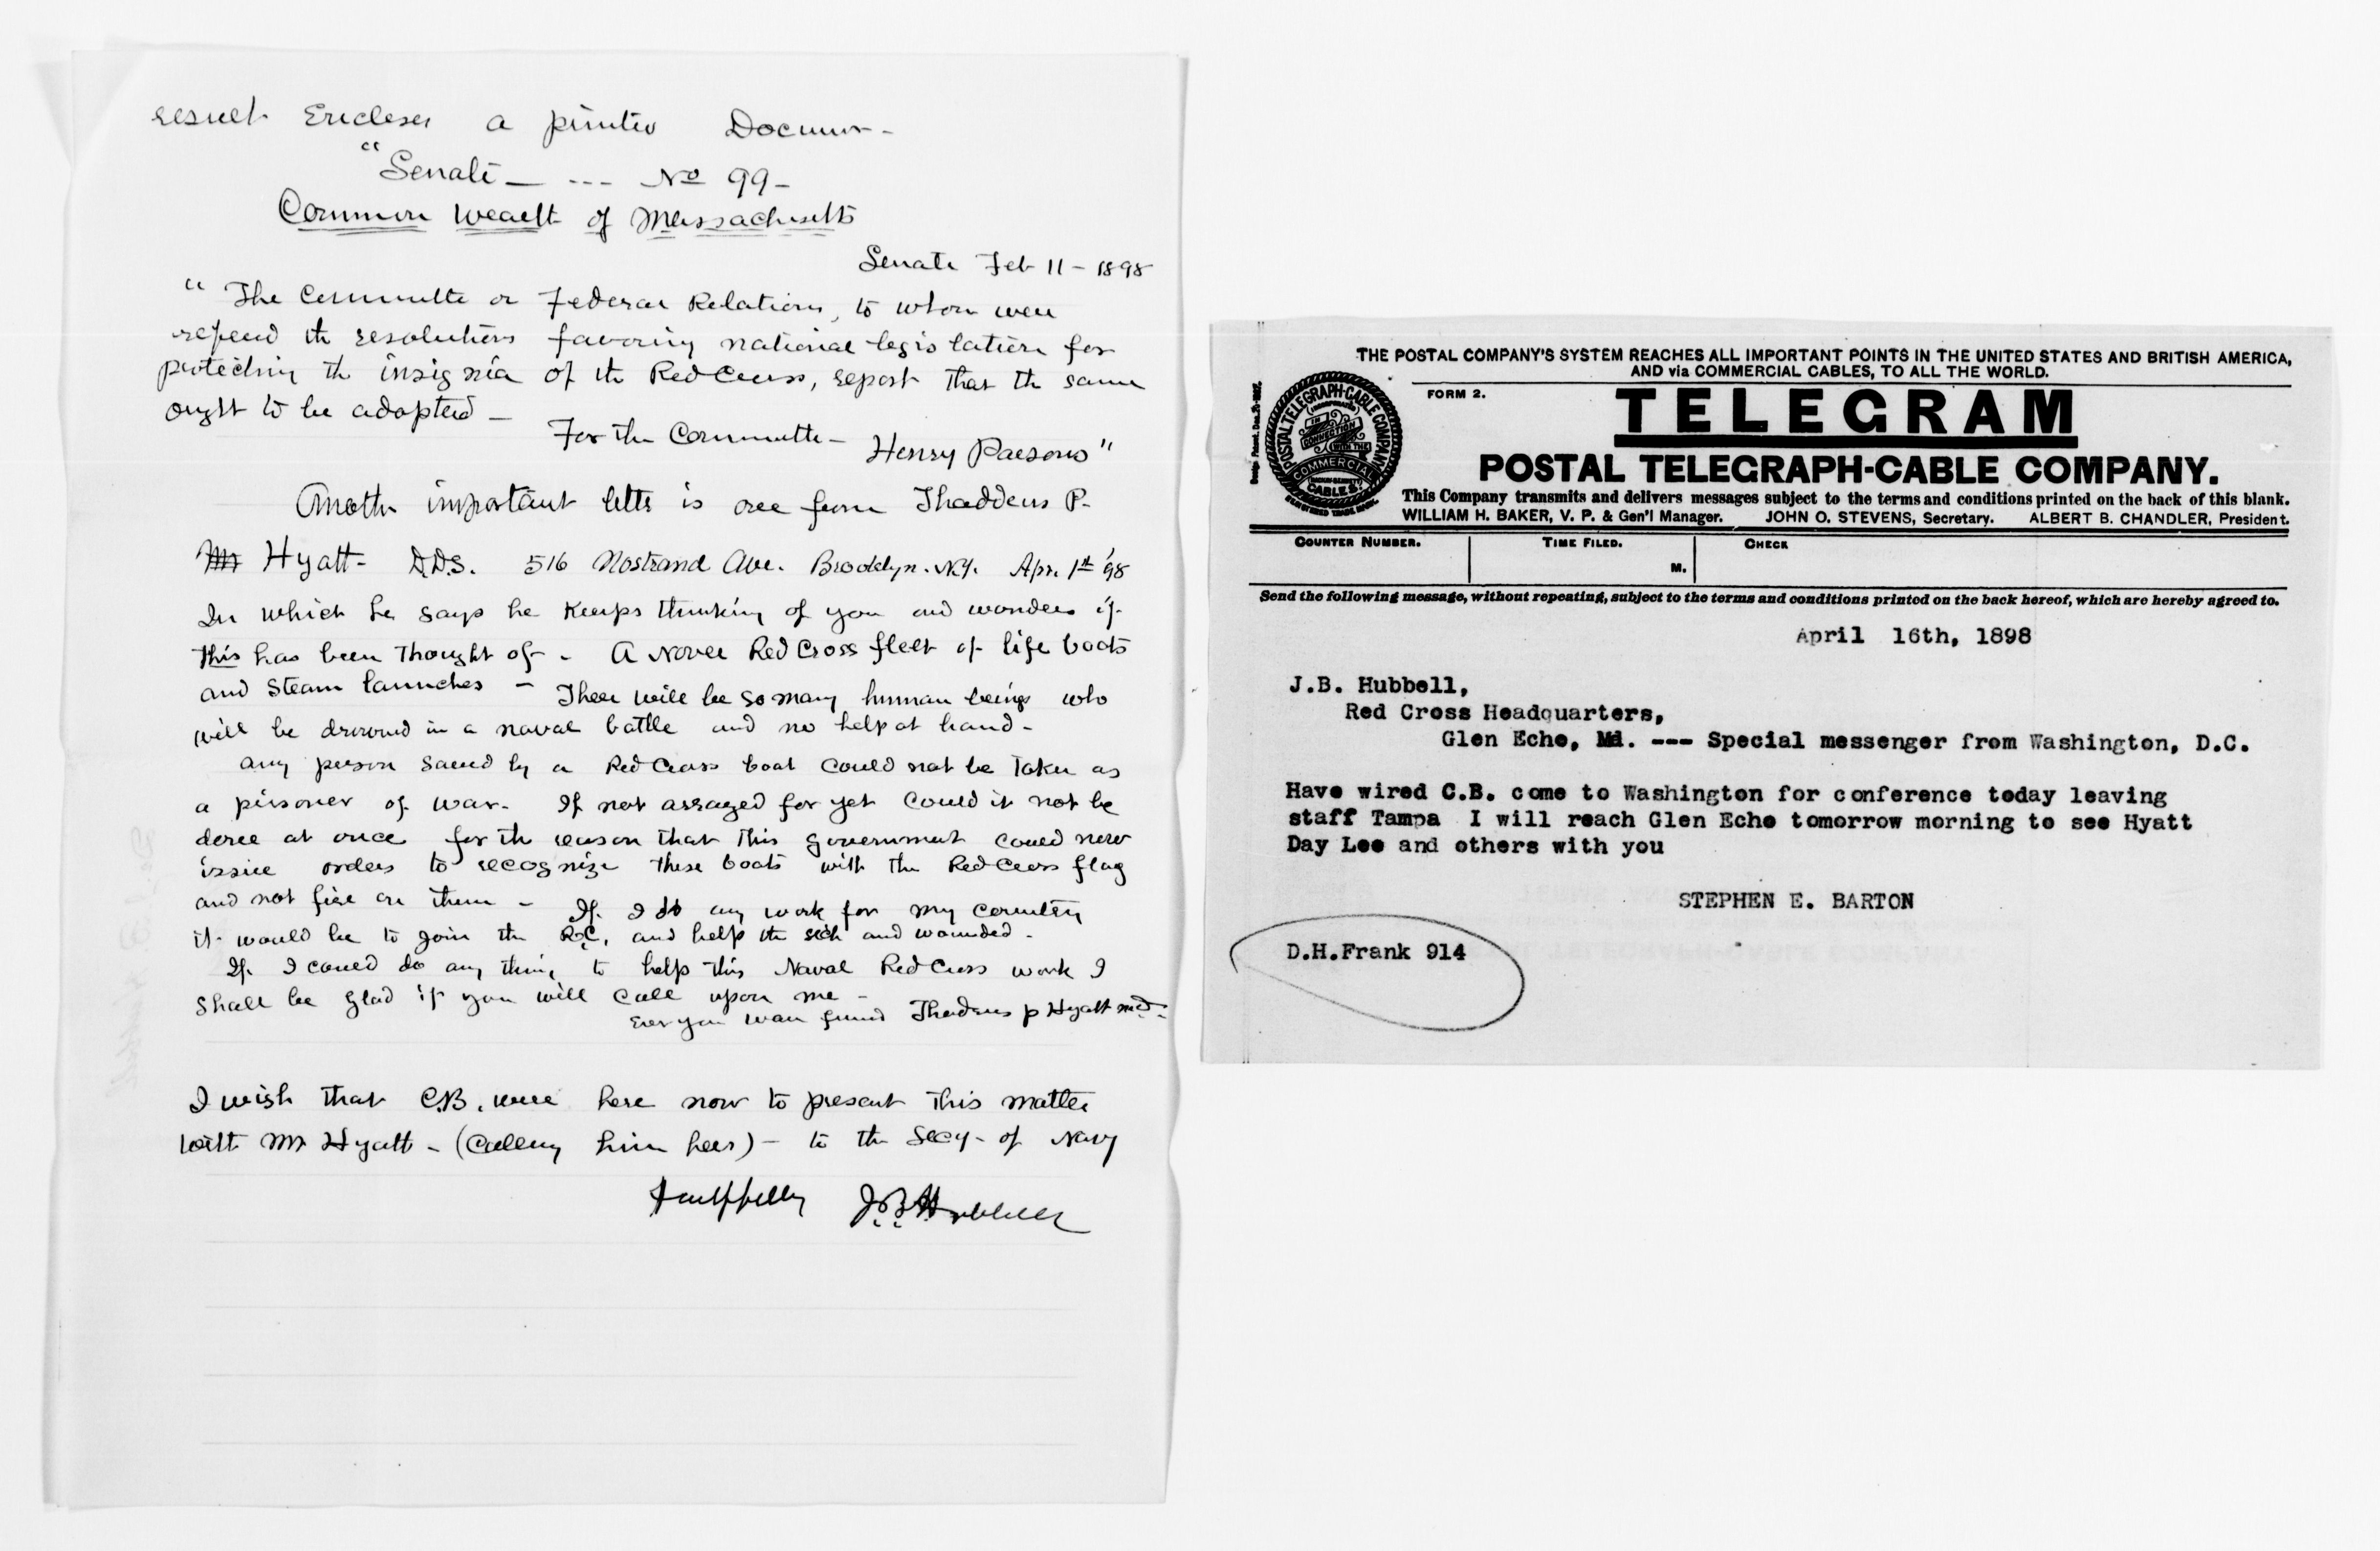 result Encloses a printed Documen-
"Senate - --- No 99-
Common Wealth of Massachusetts
Senate Feb 11 - 1898
"The Committe on Federal Relations, to whom were
refered the resolutions favoring national legislation for
protecting the insignia of the Red Cross, report that the same
ought to be adopted -
For the Committe -
Henry Parsons"
Another important letter is one from Thaddeus P.
Mr Hyatt - D.D.S. 516 Nostrand Ave. Brooklyn. N.Y. Apr. 1st '98
In which he says he keeps thinking of you and wonders if
this has been thought of - A Novel Red Cross fleet of life boats
and steam launches - There will be so many human beings who
will be drowned in a naval battle and no help at hand -
any person saved by a Red Cross boat could not be taken as
a prisoner of war - If not arraged for yet could it not be
done at once for the reason that this government could now
issue orders to recognize these boats with the Red Cross flag
and not fire on them - If I do any work for my country
it would be to join the R.C. and help the sick and wounded -
If I could do any thing to help this Naval Red Cross work I
shall be glad if you will call upon me -
Ever your warm friend Thadeus P Hyatt
I wish that C.B. were here now to present this matter
with Mr Hyatt - (calling him here) - to the Secy - of Navy
Faithfully J.B. Hubbell
THE POSTAL COMPANY'S SYSTEM REACHES ALL IMPORTANT POINTS IN THE UNITED STATES AND BRITISH AMERICA,
AND via COMMERCIAL CABLES, TO ALL THE WORLD.
POSTAL TELEGRAPH-CABLE COMPANY
(INCORPORATED)
IN CONNECTION WITH THE
COMMERCIAL CABLES
FORM 2.
TELEGRAM
POSTAL TELEGRAPH-CABLE COMPANY.
This Company transmits and delivers messages subject to the terms and conditions printed on the back of this blank.
WILLIAM H. BAKER, V. P. & Gen'l Manager. JOHN O. STEVENS, Secretary. ALBERT B. CHANDLER, President.
COUNTER NUMBER. TIME FILED. CHECK
M.
Send the following message, without repeating, subject to the terms and conditions printed on the back hereof, which are hereby agreed to.
April 16th, 1898
J.B. Hubbell,
Red Cross Headquarters,
Glen Echo, Md. --- Special messenger from Washington, D.C.
Have wired C.B. come to Washington for conference today leaving
staff Tampa I will reach Glen Echo tomorrow morning to see Hyatt
Day Lee and others with you
STEPHEN E. BARTON
D.H.Frank 914